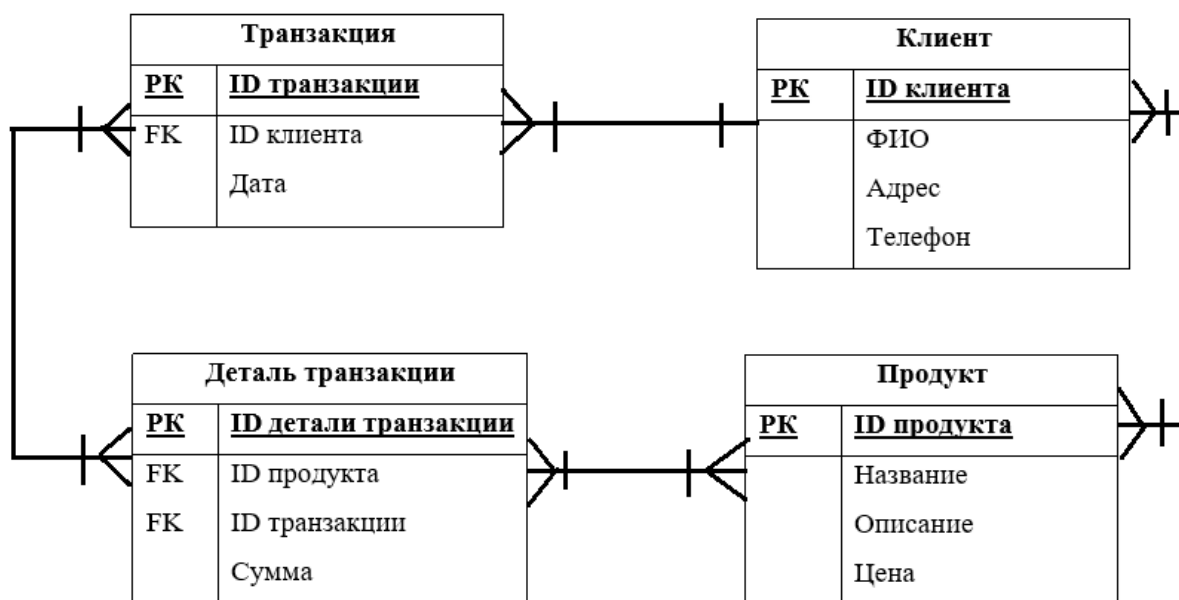 Транзакция
РК ID транзакции
FK ID клиента
Дата
Клиент
РК ID клиента
ФИО
Адрес
Телефон
Деталь транзакции
РК ID детали транзакции
FK ID продукта
FK ID транзакции
Сумма
Продукт
РК ID продукта
Название
Описание
Цена